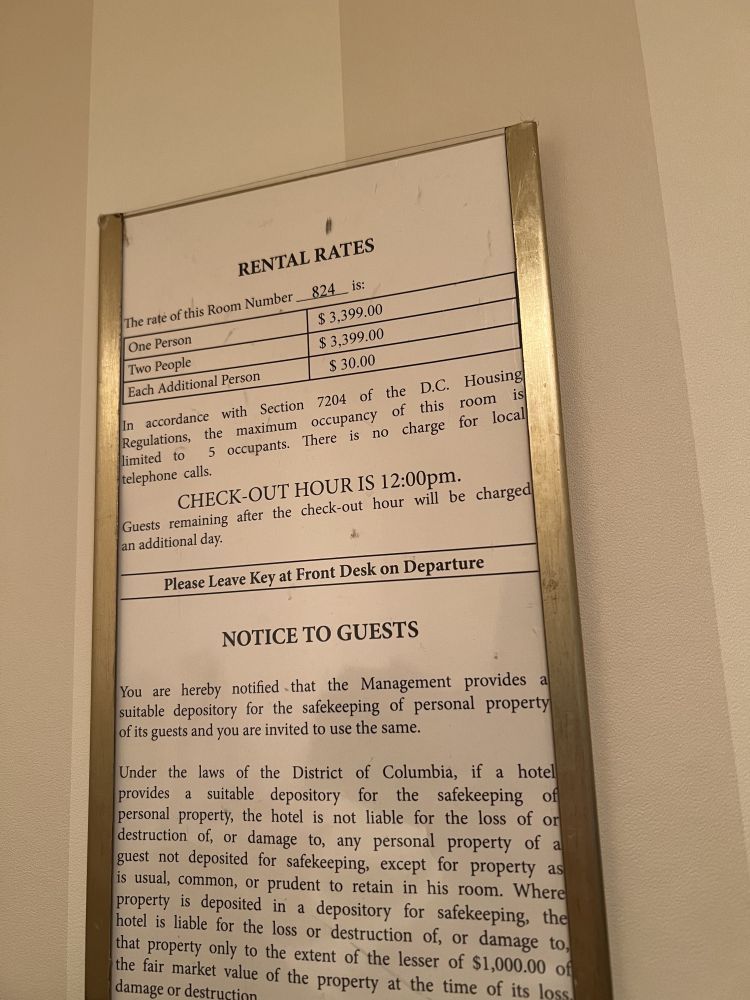 RENTAL RATES
The rate of this Room Number 824 is:
One Person $ 3,399.00
Two People $ 3,399.00
Each Additional Person $ 30.00
In accordance with Section 7204 of the D.C. Housing
Regulations, the maximum occupancy of this room is
limited to 5 occupants. There is no charge for local
telephone calls.
CHECK-OUT HOUR IS 12:00pm.
Guests remaining after the check-out hour will be charged
an additional day.
Please Leave Key at Front Desk on Departure
NOTICE TO GUESTS
You are hereby notified that the Management provides a
suitable depository for the safekeeping of personal property
of its guests and you are invited to use the same.
Under the laws of the District of Columbia, if a hotel
provides a suitable depository for the safekeeping of
personal property, the hotel is not liable for the loss of or
destruction of, or damage to, any personal property of a
guest not deposited for safekeeping, except for property as
is usual, common, or prudent to retain in his room. Where
property is deposited in a depository for safekeeping, the
hotel is liable for the loss or destruction of, or damage to,
that property only to the extent of the lesser of $1,000.00 of
the fair market value of the property at the time of its loss,
damage or destruction